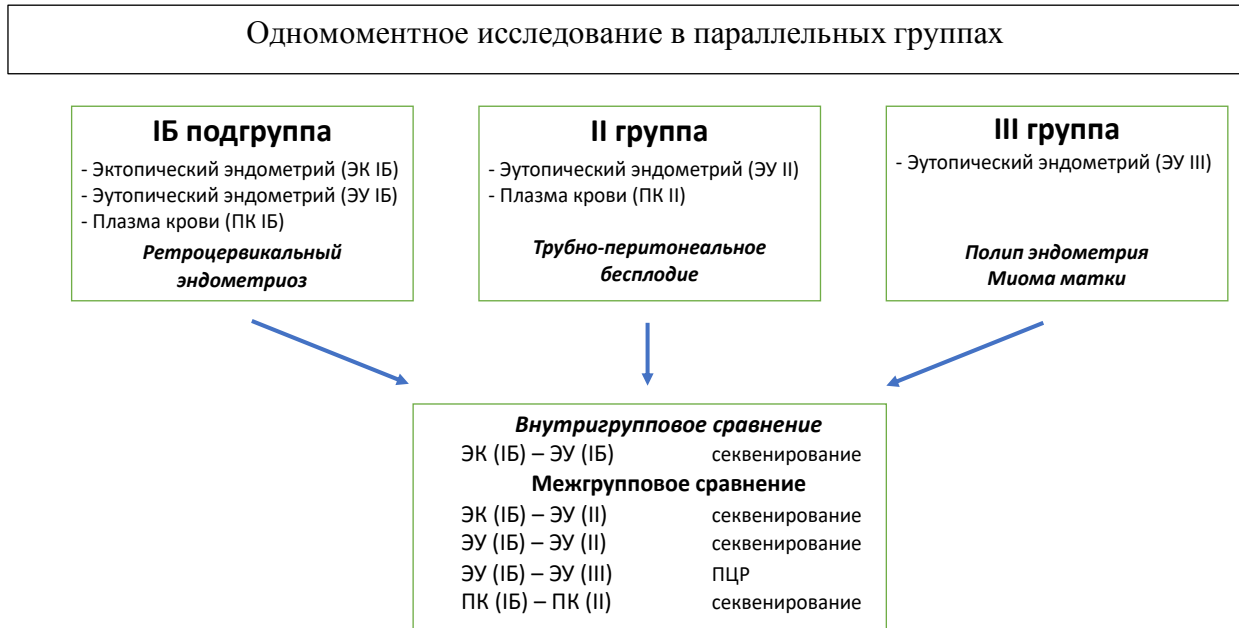 Одномоментное исследование в параллельных группах
IБ подгруппа
- Эктопический эндометрий (ЭК IБ)
- Эутопический эндометрий (ЭУ IБ)
- Плазма крови (ПК IБ)
Ретроцервикальный
эндометриоз
II группа
- Эутопический эндометрий (ЭУ II)
- Плазма крови (ПК II)
Трубно-перитонеальное
бесплодие
III группа
- Эутопический эндометрий (ЭУ III)
Полип эндометрия
Миома матки
Внутригрупповое сравнение
ЭК (IБ) – ЭУ (IБ) секвенирование
Межгрупповое сравнение
ЭК (IБ) – ЭУ (II) секвенирование
ЭУ (IБ) – ЭУ (II) секвенирование
ЭУ (IБ) – ЭУ (III) ПЦР
ПК (IБ) – ПК (II) секвенирование